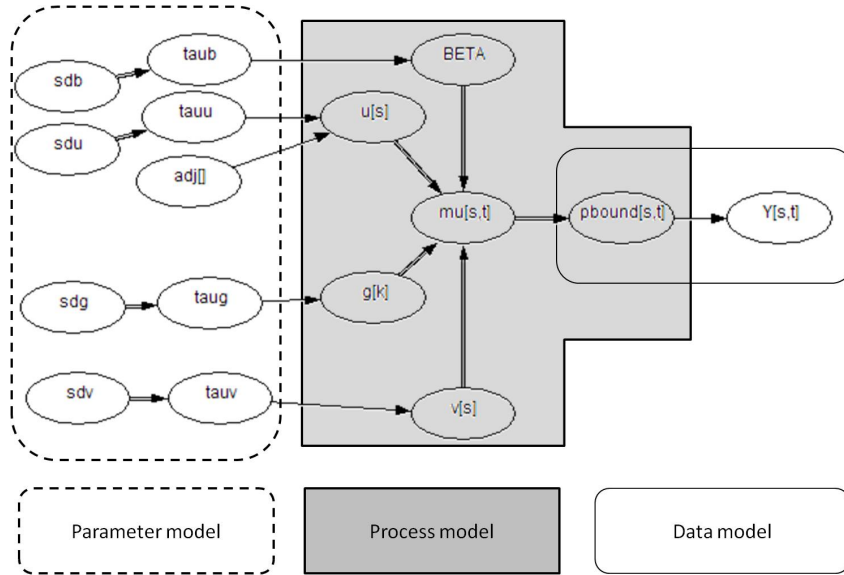 taub
BETA
sdb
tauu
u[s]
sdu
adj[]
mu[s,t]
pbound[s,t]
Y[s,t]
sdg
taug
g[k]
sdv
tauv
v[s]
Parameter model
Process model
Data model